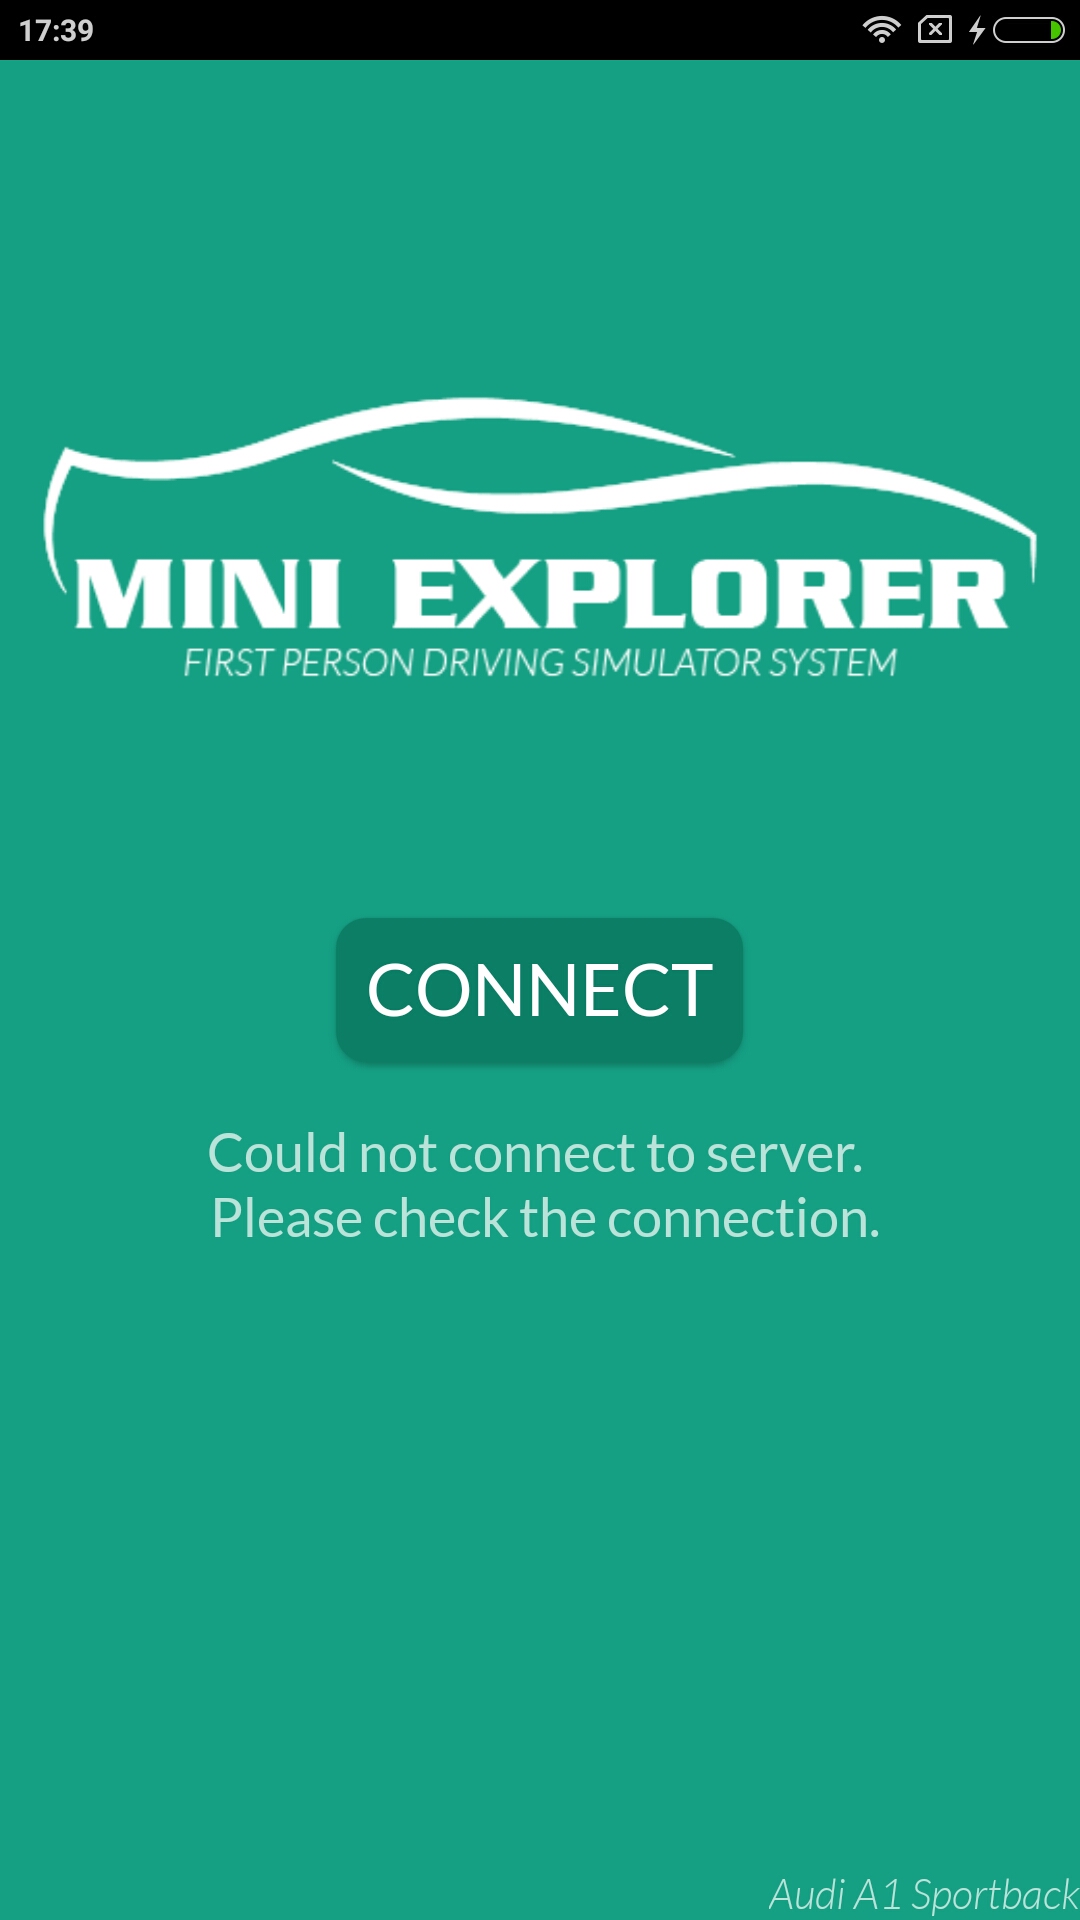 17:39
MINI EXPLORER
FIRST PERSON DRIVING SIMULATOR SYSTEM
CONNECT
Could not connect to server.
Please check the connection.
Audi A1 Sportback